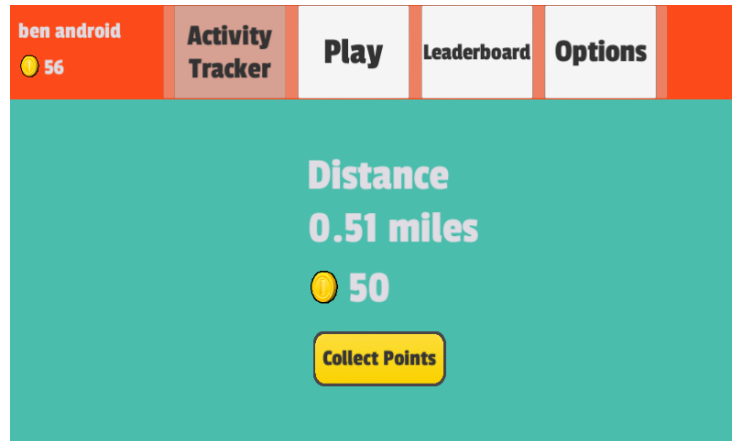 ben android
56
Activity
Tracker
Play
Leaderboard
Options
Distance
0.51 miles
50
Collect Points